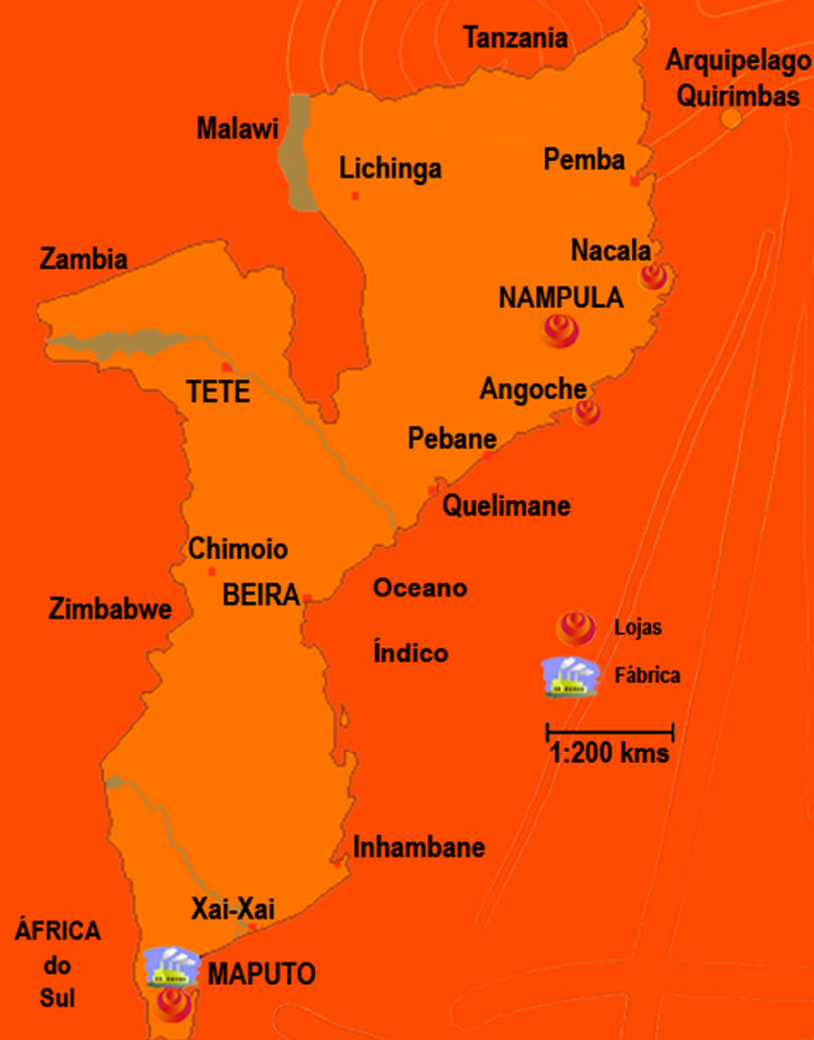 Tanzania
Arquipelago
Quirimbas
Malawi
Lichinga
Pemba
Zambia
Nacala
NAMPULA
TETE
Angoche
Pebane
Quelimane
Chimoio
BEIRA
Oceano
Zimbabwe
Índico
Lojas
Fábrica
1:200 kms
Inhambane
Xai-Xai
ÁFRICA
do
Sul
MAPUTO